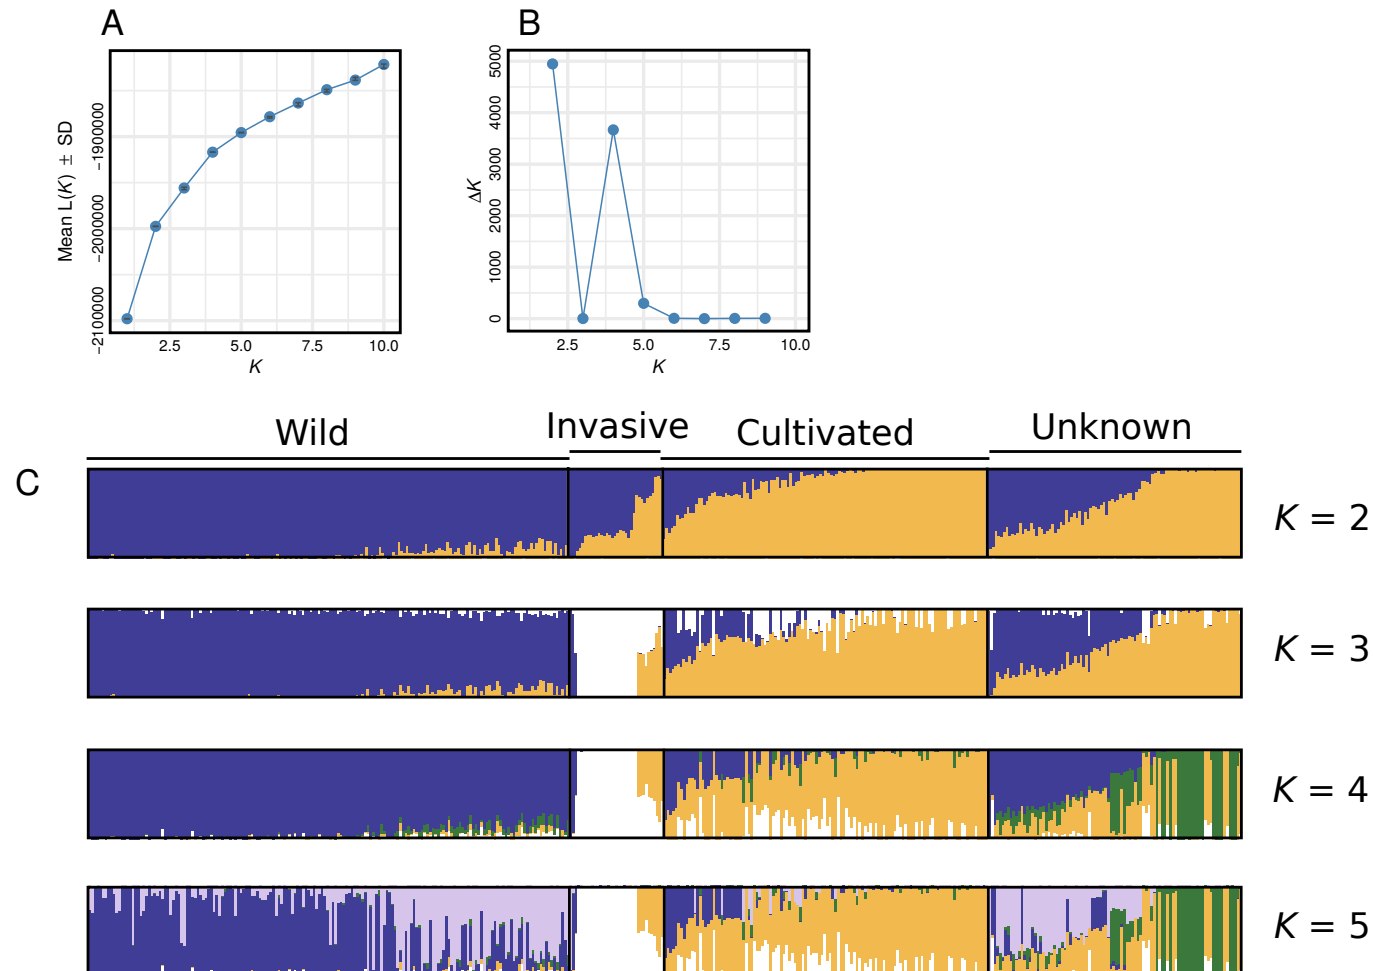 A
B
Mean L(K) ± SD
-1900000
-2000000
-2100000
2.5
5.0
7.5
10.0
K
ΔK
5000
4000
3000
2000
1000
0
2.5
5.0
7.5
10.0
K
Wild
Invasive
Cultivated
Unknown
C
K = 2
K = 3
K = 4
K = 5